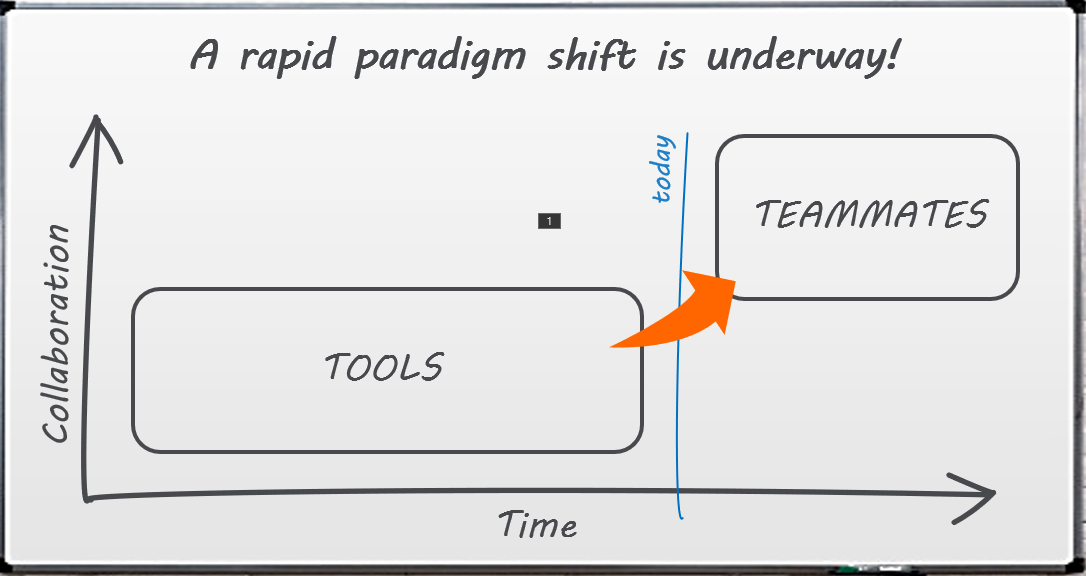 A rapid paradigm shift is underway!
today
TEAMMATES
1
Collaboration
TOOLS
Time